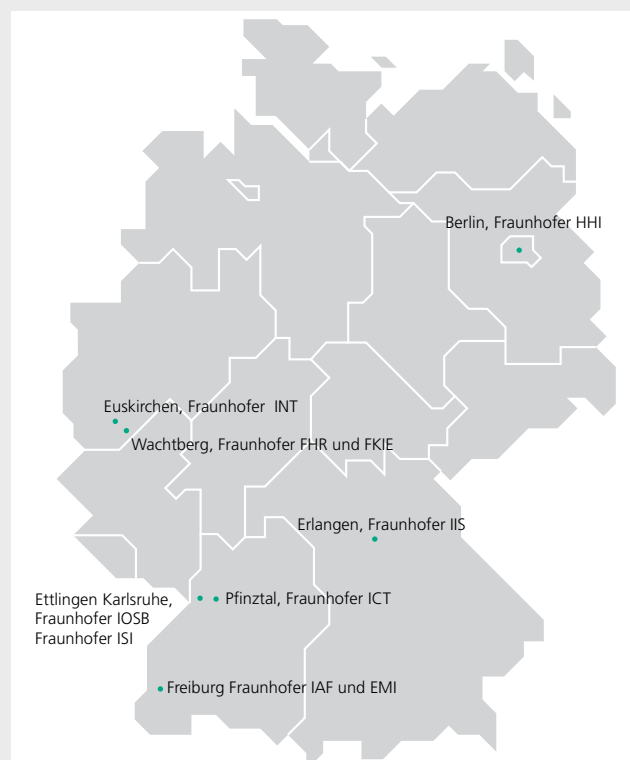 Berlin, Fraunhofer HHI
Euskirchen, Fraunhofer INT
Wachtberg, Fraunhofer FHR und FKIE
Erlangen, Fraunhofer IIS
Ettlingen Karlsruhe,
Fraunhofer IOSB
Fraunhofer ISI
Pfinztal, Fraunhofer ICT
Freiburg Fraunhofer IAF und EMI